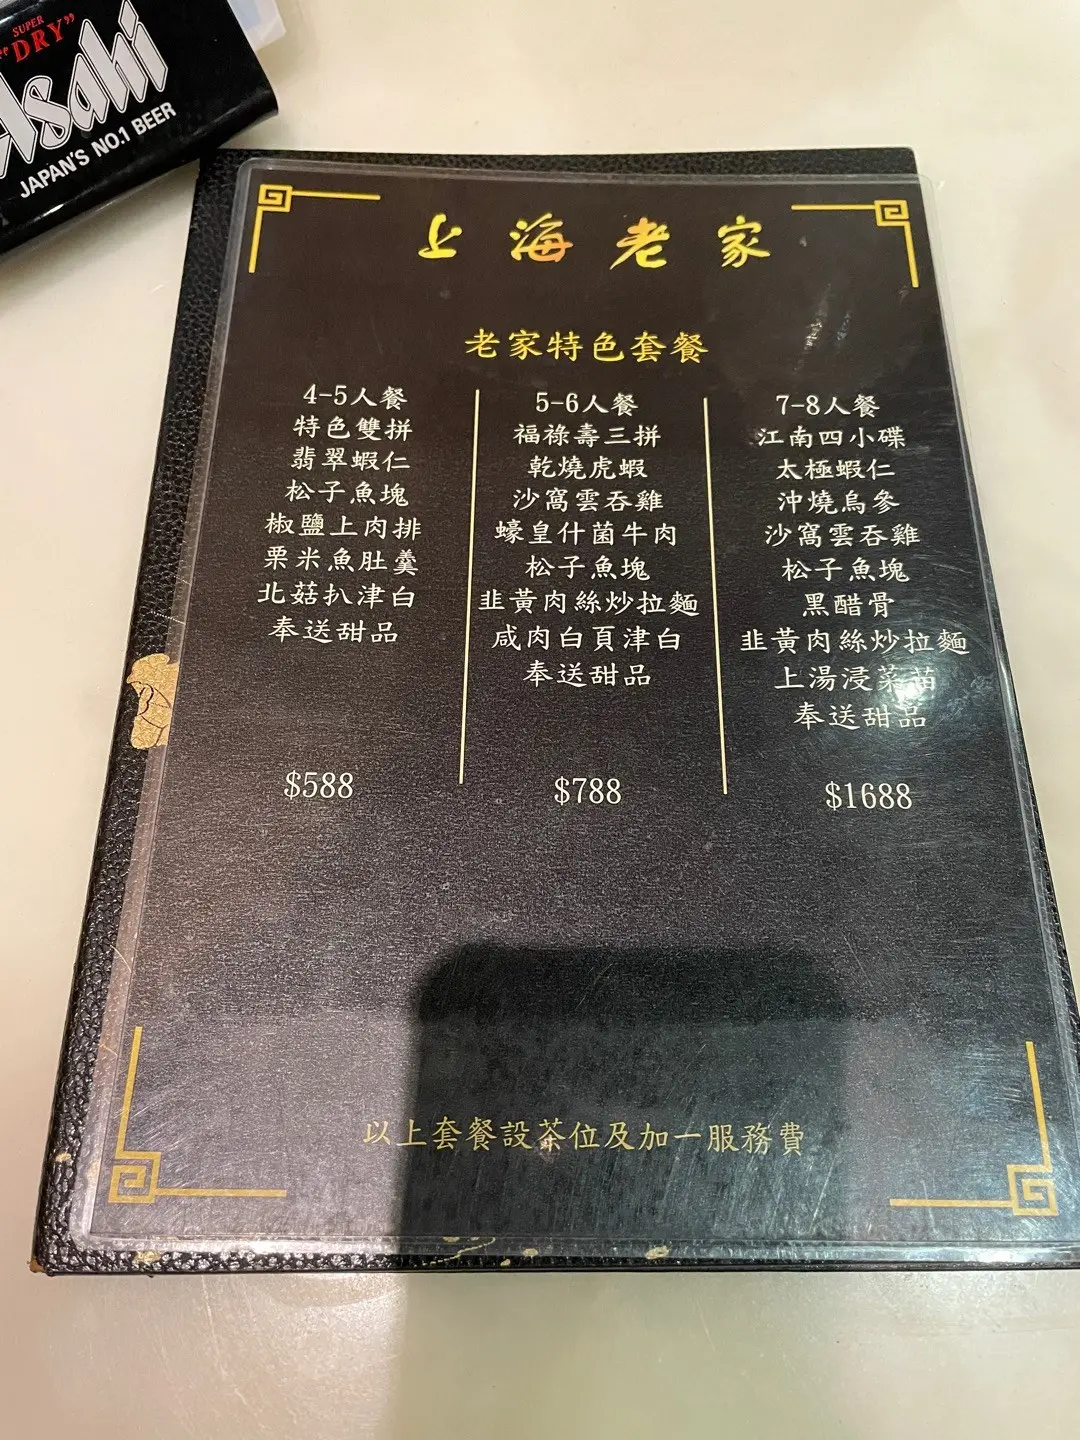 SUPER
"DRY"
Asahi
JAPAN'S NO.1 BEER
上海老家
老家特色套餐
4-5人餐
特色雙拼
翡翠蝦仁
松子魚塊
椒鹽上肉排
栗米魚肚羹
北菇扒津白
奉送甜品
$588
5-6人餐
福祿壽三拼
乾燒虎蝦
沙窩雲吞雞
蠔皇什菌牛肉
松子魚塊
韭黃肉絲炒拉麵
咸肉白頁津白
奉送甜品
$788
7-8人餐
江南四小碟
太極蝦仁
沖燒烏參
沙窩雲吞雞
松子魚塊
黑醋骨
韭黃肉絲炒拉麵
上湯浸菜苗
奉送甜品
$1688
以上套餐設茶位及加一服務費